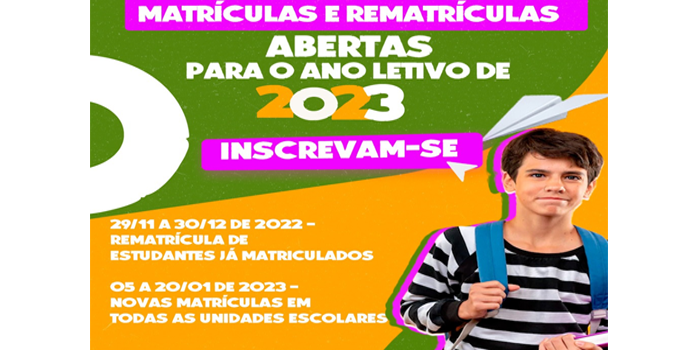 MATRÍCULAS E REMATRÍCULAS
ABERTAS
PARA O ANO LETIVO DE
2023
INSCREVAM-SE
29/11 A 30/12 DE 2022 –
REMATRÍCULA DE
ESTUDANTES JÁ MATRICULADOS
05 A 20/01 DE 2023 –
NOVAS MATRÍCULAS EM
TODAS AS UNIDADES ESCOLARES